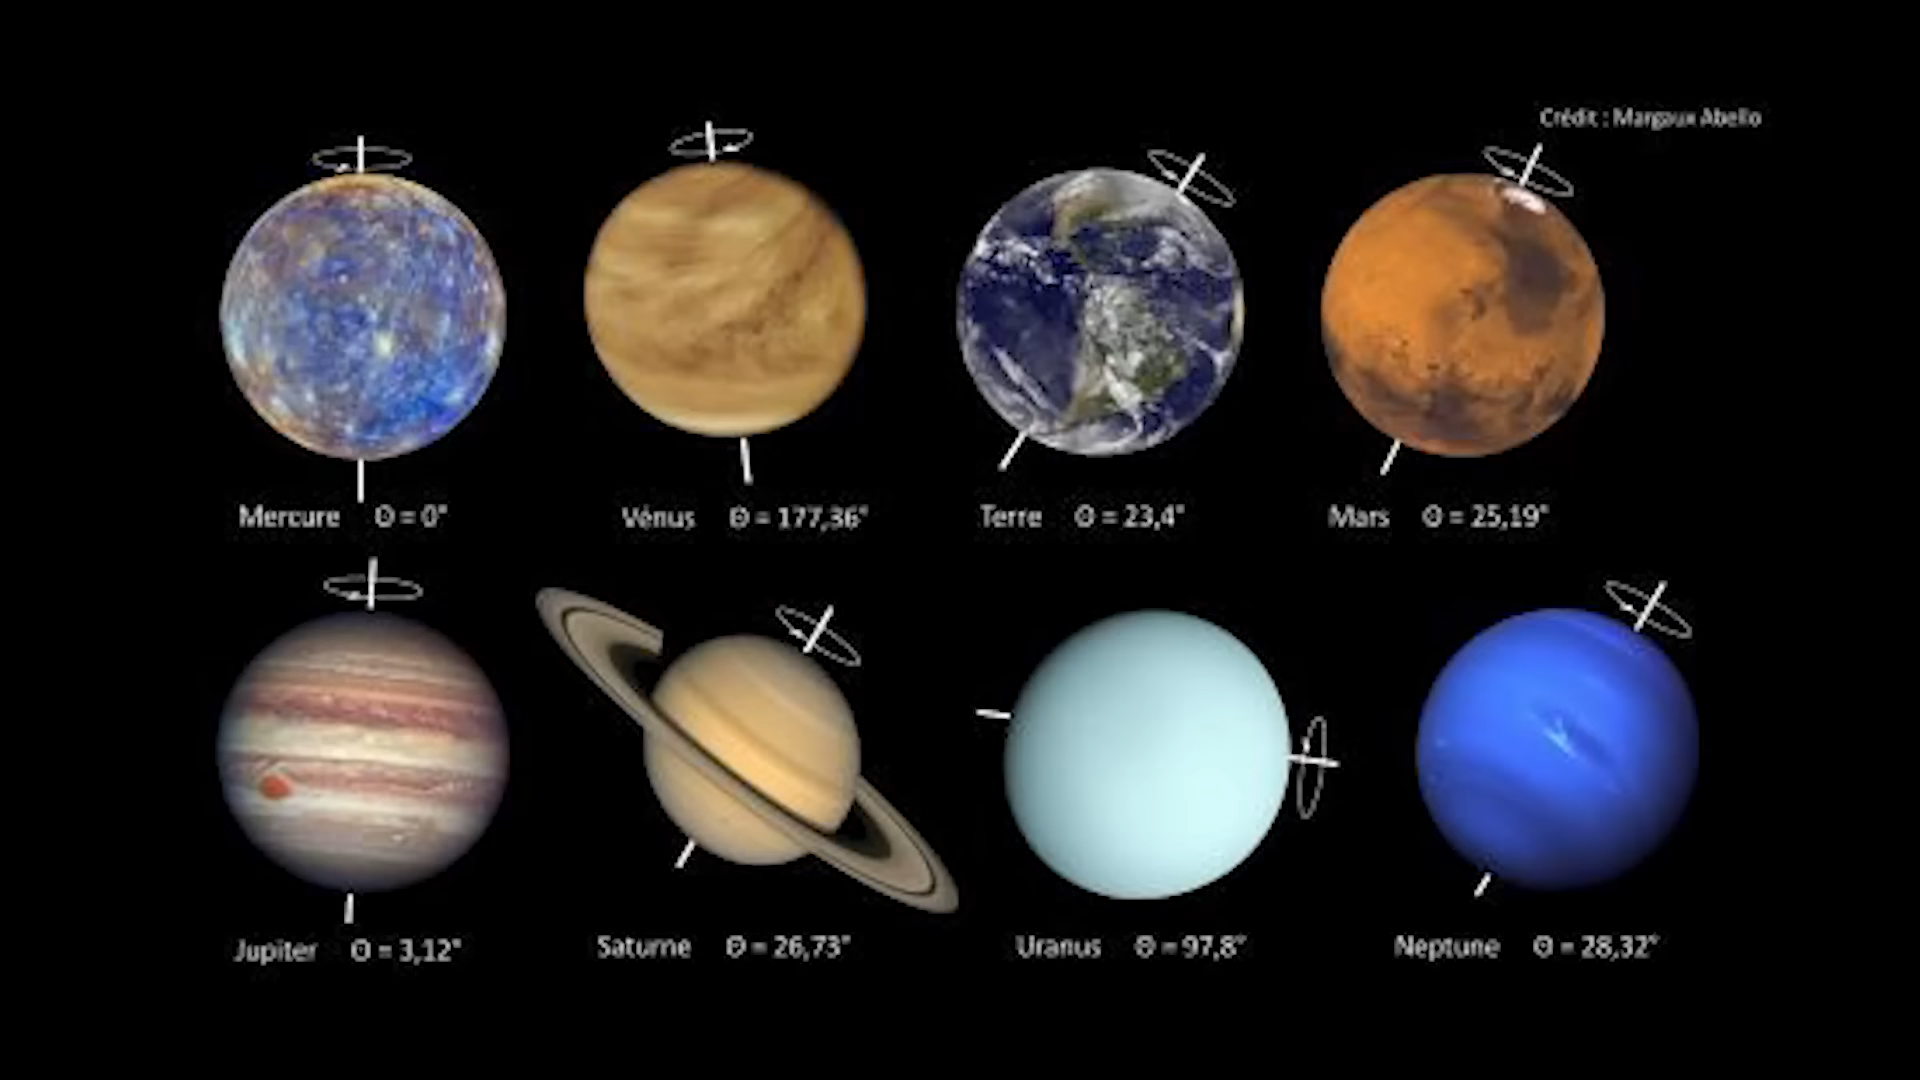 Crédit : Margaux Abello
Mercure Θ = 0°
Vénus Θ = 177,36°
Terre Θ = 23,4°
Mars Θ = 25,19°
Jupiter Θ = 3,12°
Saturne Θ = 26,73°
Uranus Θ = 97,8°
Neptune Θ = 28,32°